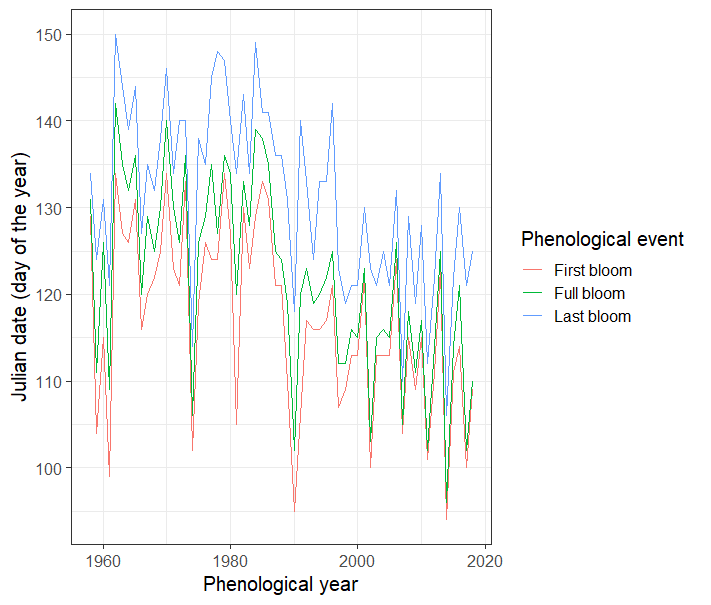 150
140
130
120
110
100
Julian date (day of the year)
1960
1980
2000
2020
Phenological year
Phenological event
First bloom
Full bloom
Last bloom